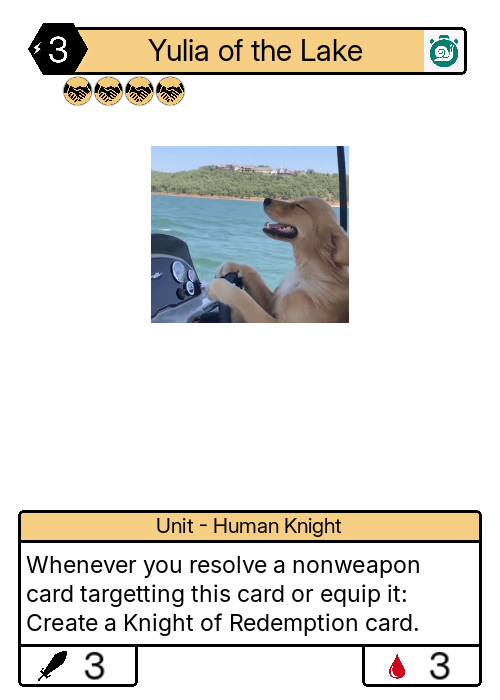 3
Yulia of the Lake
Unit - Human Knight
Whenever you resolve a nonweapon
card targetting this card or equip it:
Create a Knight of Redemption card.
3
3